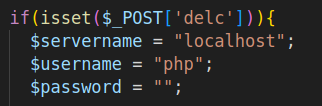 if(isset($_POST['delc'])){
$servername = "localhost";
$username = "php";
$password = "";